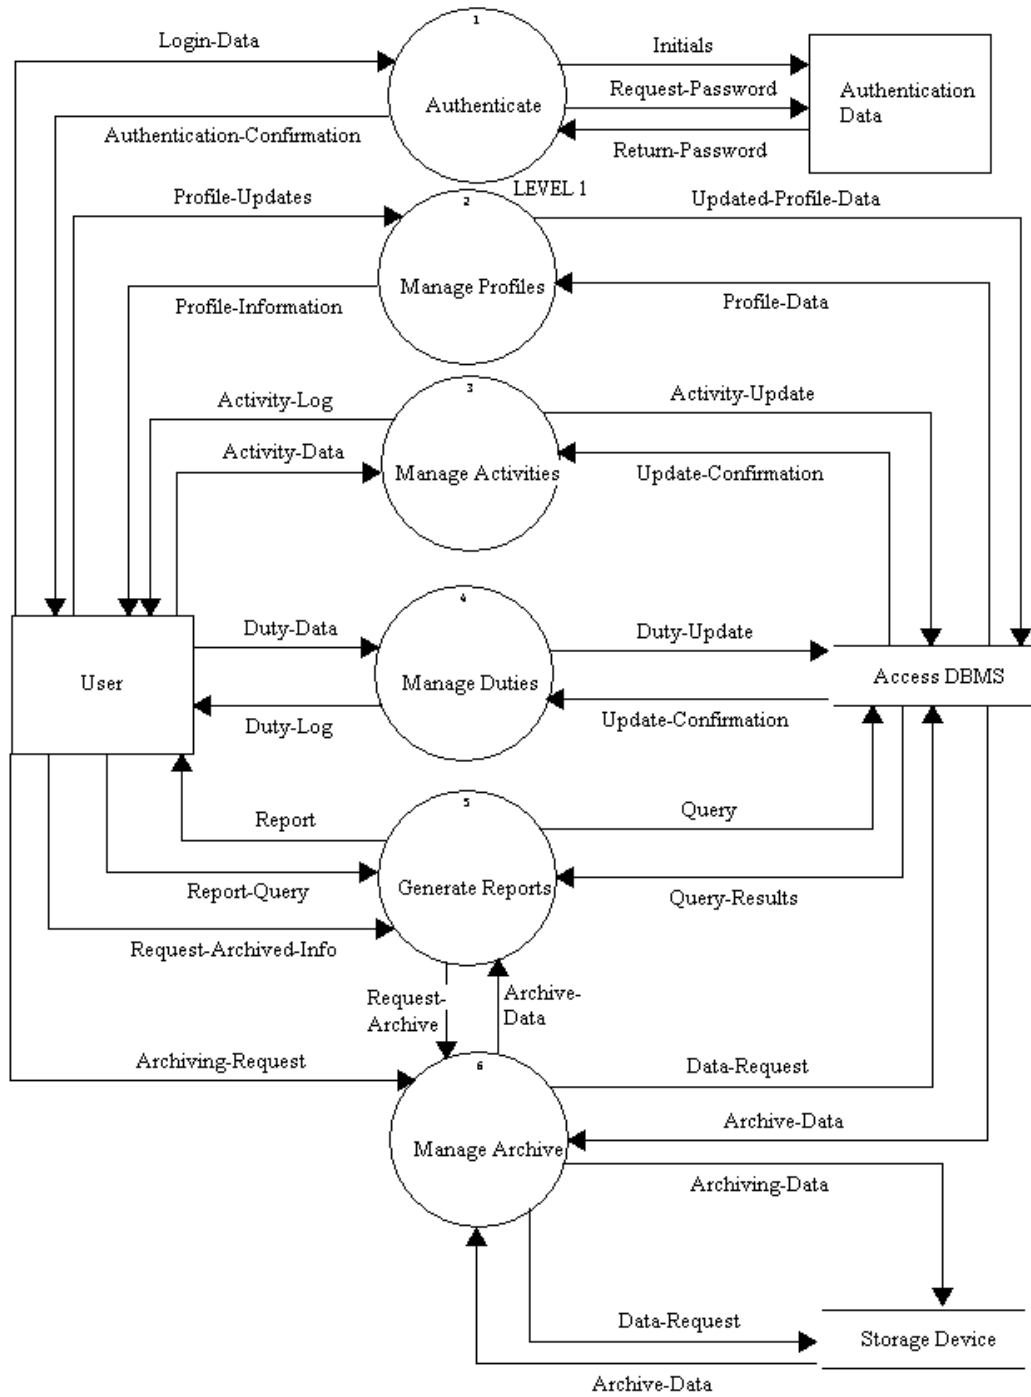 1
Login-Data
Initials
Authenticate
Request-Password
Authentication
Data
Authentication-Confirmation
Return-Password
LEVEL 1
2
Profile-Updates
Updated-Profile-Data
Manage Profiles
Profile-Information
Profile-Data
3
Activity-Log
Activity-Update
Activity-Data
Manage Activities
Update-Confirmation
4
Duty-Data
Duty-Update
User
Manage Duties
Access DBMS
Duty-Log
Update-Confirmation
5
Report
Query
Report-Query
Generate Reports
Query-Results
Request-Archived-Info
Request-
Archive
Archive-
Data
6
Archiving-Request
Data-Request
Manage Archive
Archive-Data
Archiving-Data
Data-Request
Storage Device
Archive-Data